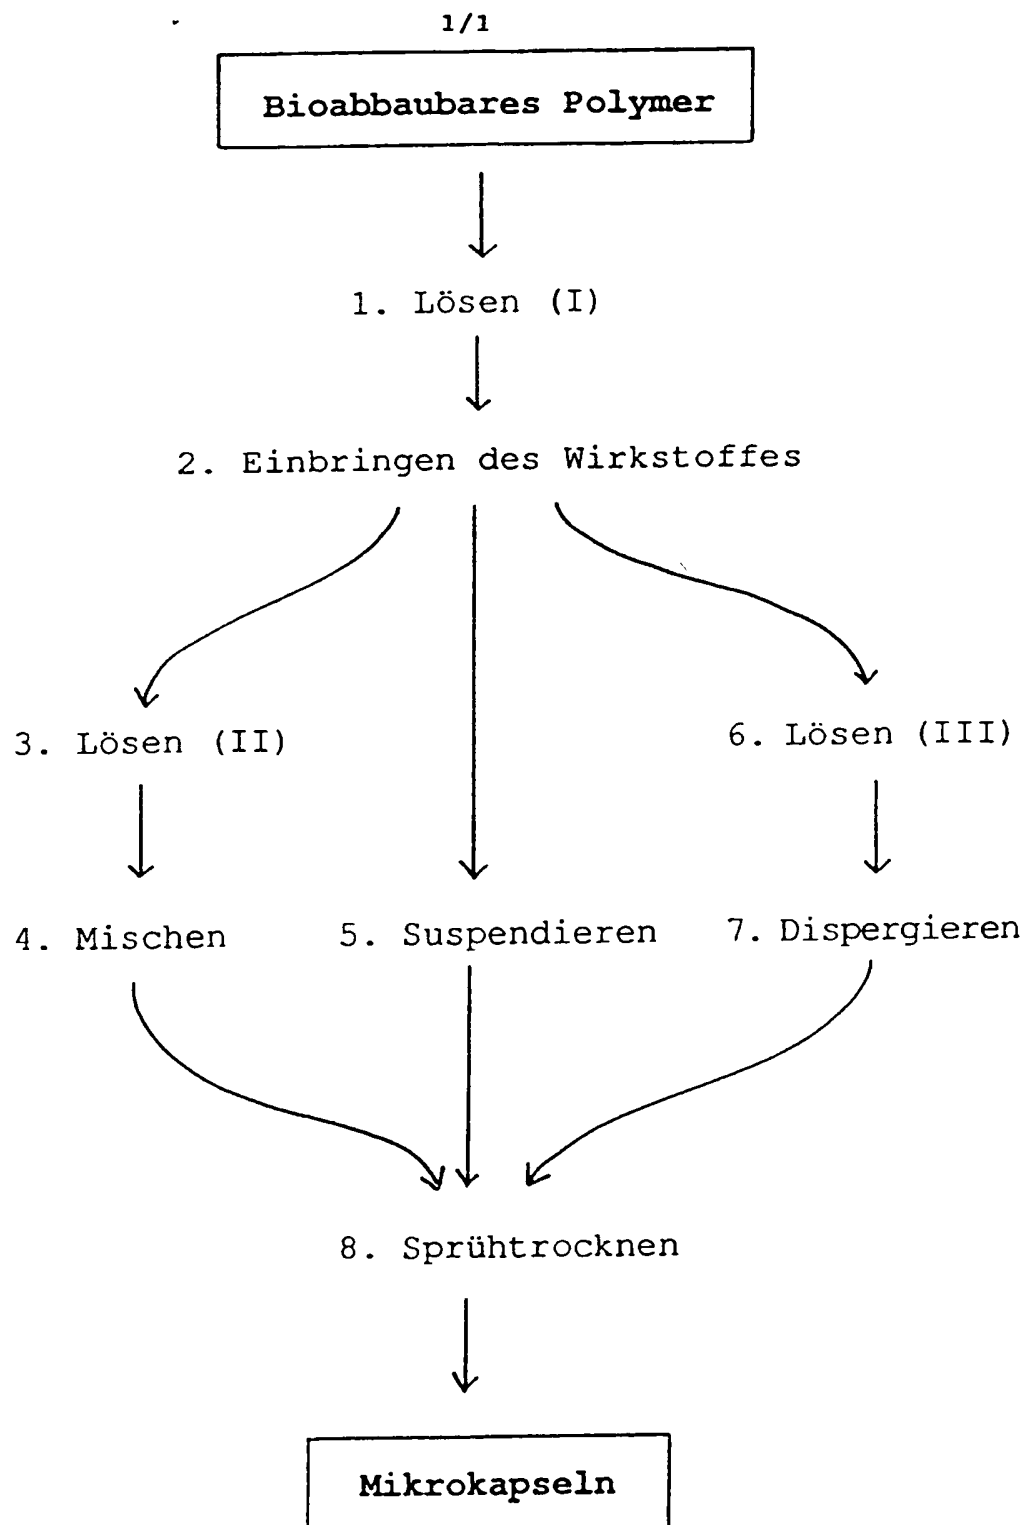 1/1
Bioabbaubares Polymer
1. Lösen (I)
2. Einbringen des Wirkstoffes
3. Lösen (II)
6. Lösen (III)
4. Mischen
5. Suspendieren
7. Dispergieren
8. Sprühtrocknen
Mikrokapseln